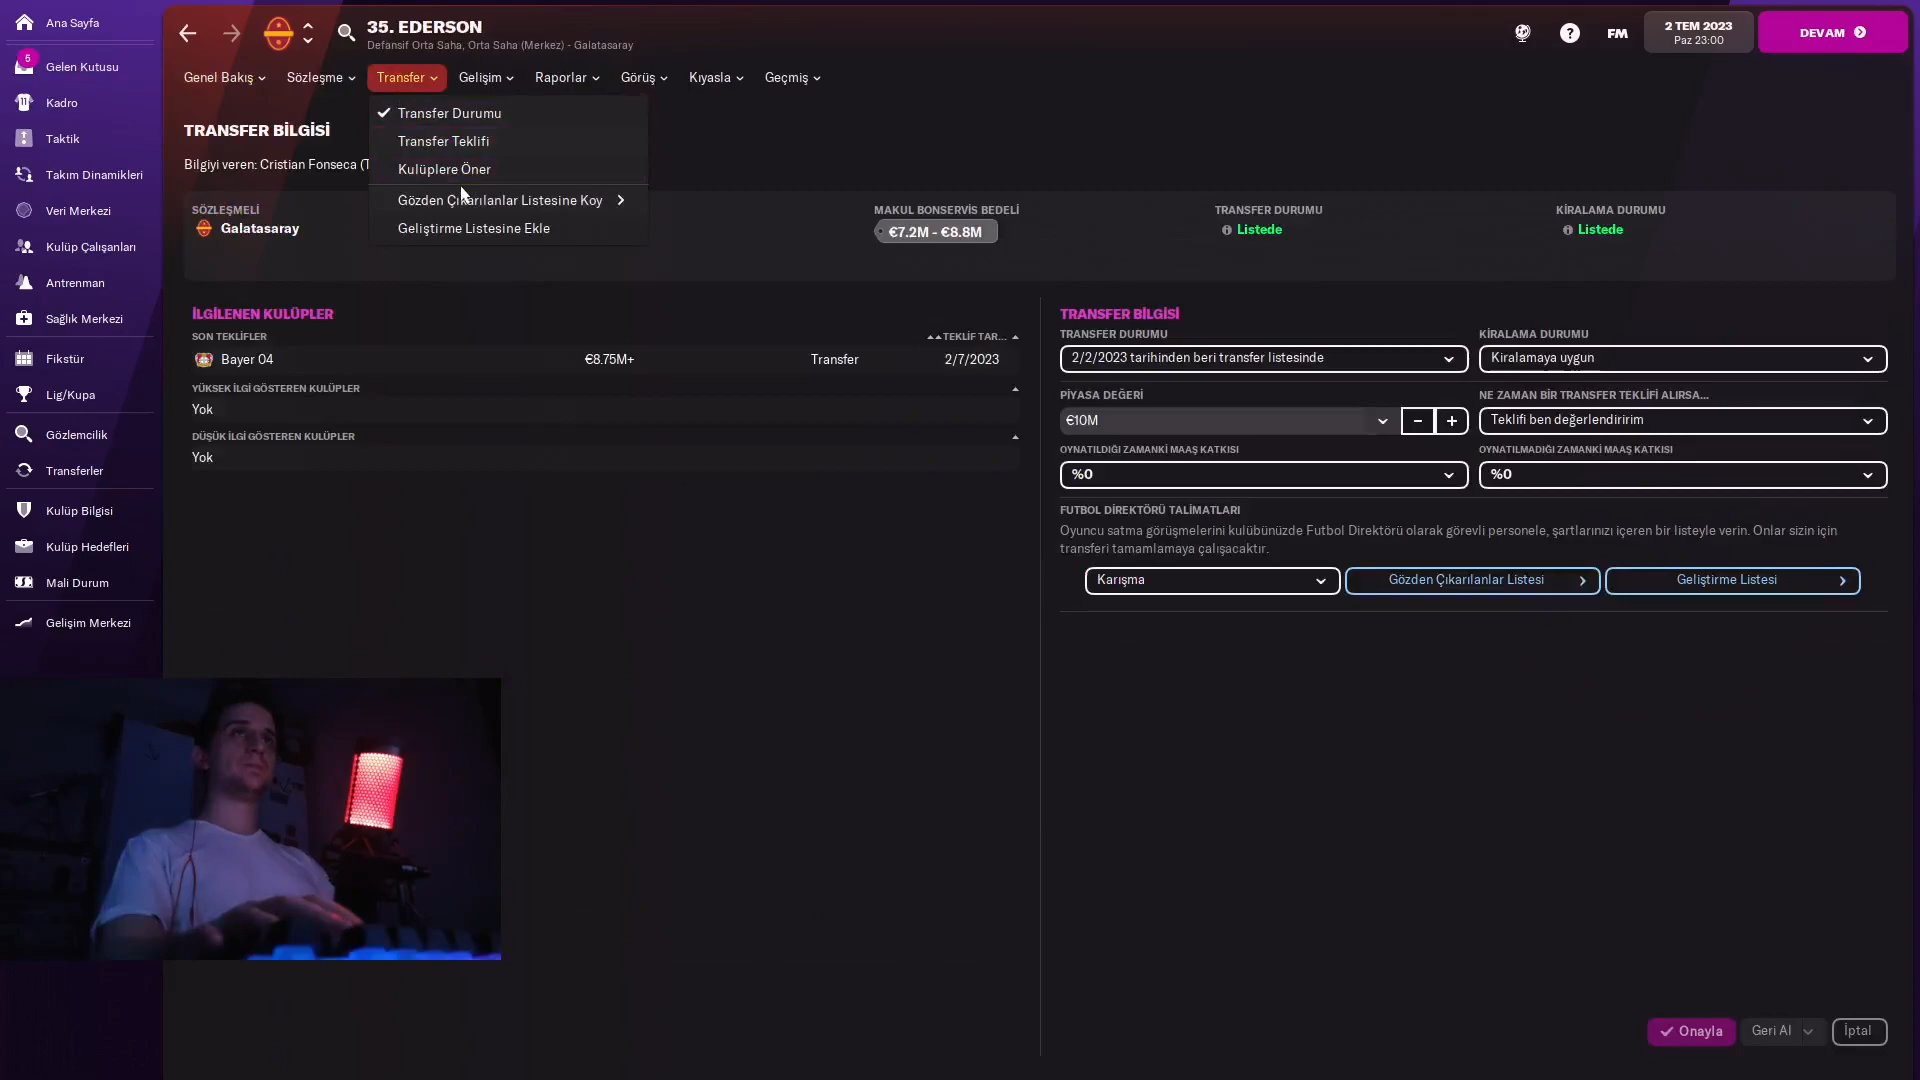 Ana Sayfa
5
Gelen Kutusu
Kadro
Taktik
Takım Dinamikleri
Veri Merkezi
Kulüp Çalışanları
Antrenman
Sağlık Merkezi
Fikstür
Lig/Kupa
Gözlemcilik
Transferler
Kulüp Bilgisi
Kulüp Hedefleri
Mali Durum
Gelişim Merkezi
35. EDERSON
Defansif Orta Saha, Orta Saha (Merkez) - Galatasaray
FM
2 TEM 2023
Paz 23:00
DEVAM
Genel Bakış
Sözleşme
Transfer
Gelişim
Raporlar
Görüş
Kıyasla
Geçmiş
Transfer Durumu
Transfer Teklifi
Kulüplere Öner
Gözden Çıkarılanlar Listesine Koy
Geliştirme Listesine Ekle
TRANSFER BİLGİSİ
Bilgiyi veren: Cristian Fonseca (T
SÖZLEŞMELİ
Galatasaray
MAKUL BONSERVİS BEDELİ
€7.2M - €8.8M
TRANSFER DURUMU
Listede
KİRALAMA DURUMU
Listede
İLGİLENEN KULÜPLER
SON TEKLİFLER
TEKLİF TAR...
Bayer 04
€8.75M+
Transfer
2/7/2023
YÜKSEK İLGİ GÖSTEREN KULÜPLER
Yok
DÜŞÜK İLGİ GÖSTEREN KULÜPLER
Yok
TRANSFER BİLGİSİ
TRANSFER DURUMU
2/2/2023 tarihinden beri transfer listesinde
KİRALAMA DURUMU
Kiralamaya uygun
PİYASA DEĞERİ
€10M
NE ZAMAN BİR TRANSFER TEKLİFİ ALIRSA...
Teklifi ben değerlendiririm
OYNATILDIĞI ZAMANKİ MAAŞ KATKISI
%0
OYNATILMADIĞI ZAMANKİ MAAŞ KATKISI
%0
FUTBOL DİREKTÖRÜ TALİMATLARI
Oyuncu satma görüşmelerini kulübünüzde Futbol Direktörü olarak görevli personele, şartlarınızı içeren bir listeyle verin. Onlar sizin için
transferi tamamlamaya çalışacaktır.
Karışma
Gözden Çıkarılanlar Listesi
Geliştirme Listesi
Onayla
Geri Al
İptal